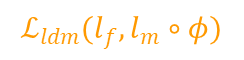 ℒ_{ldm}(l_f, l_m ∘ ϕ)